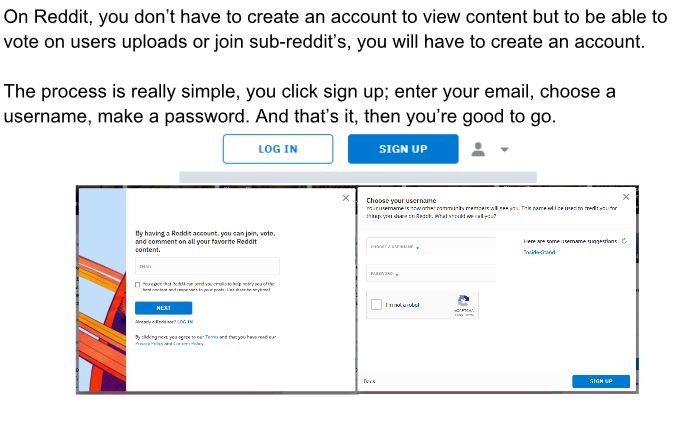 On Reddit, you don't have to create an account to view content but to be able to
vote on users uploads or join sub-reddit's, you will have to create an account.
The process is really simple, you click sign up; enter your email, choose a
username, make a password. And that's it, then you're good to go.
LOG IN
SIGN UP
By having a Reddit account, you can join, vote,
and comment on all your favorite Reddit
content.
EMAIL
You agree that Reddit can send you emails to help notify you of the
best content and responses to your posts. Unsubscribe anytime!
NEXT
Already a Redditor? LOG IN
By clicking next, you agree to our Terms and that you have read our
Privacy Policy and Content Policy.
Choose your username
Your username is how other community members will see you. This name will be used to credit you for
things you share on Reddit. What should we call you?
CHOOSE A USERNAME
PASSWORD
I'm not a robot
reCAPTCHA
Here are some username suggestions
Back
SIGN UP